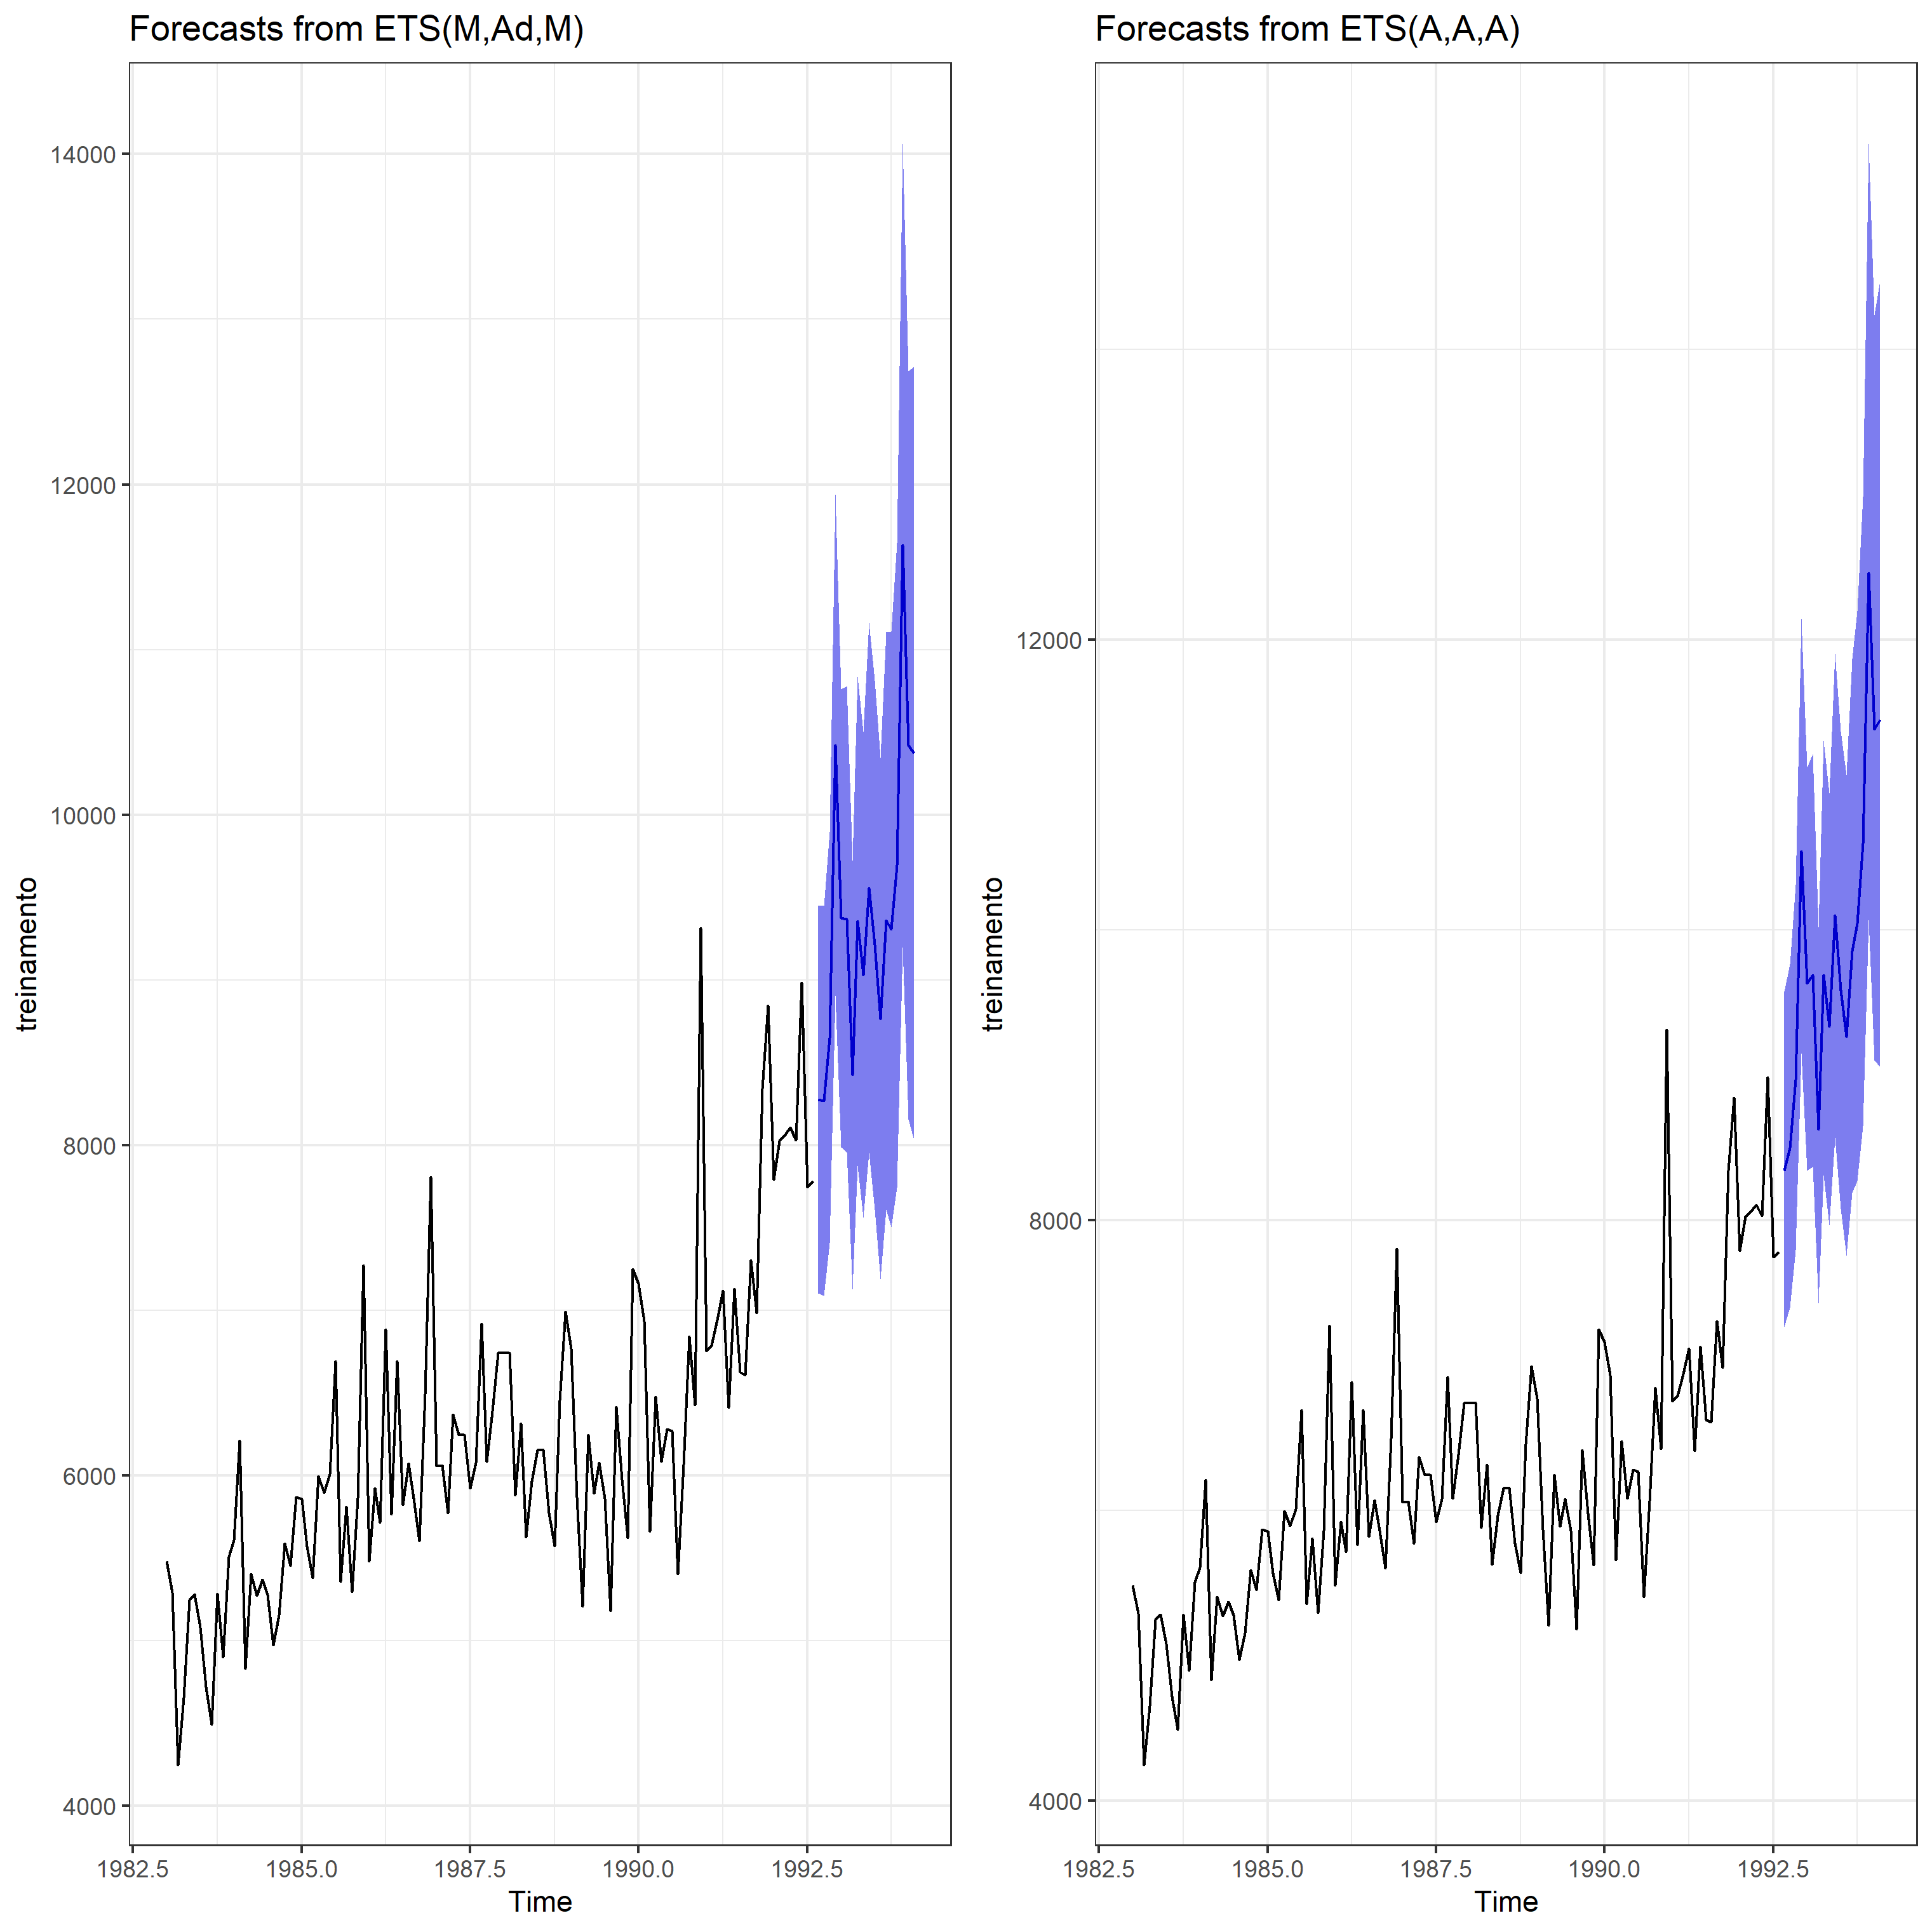 Forecasts from ETS(M,Ad,M)
14000
12000
10000
8000
6000
4000
treinamento
1982.5 1985.0 1987.5 1990.0 1992.5
Time
Forecasts from ETS(A,A,A)
12000
8000
4000
treinamento
1982.5 1985.0 1987.5 1990.0 1992.5
Time